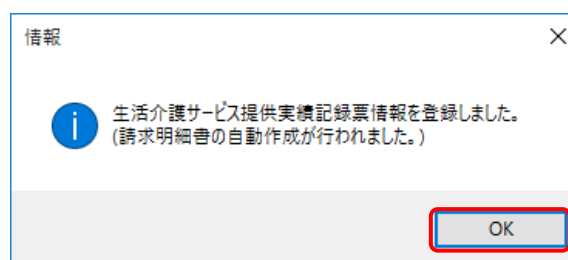 情報
生活介護サービス提供実績記録票情報を登録しました。
(請求明細書の自動作成が行われました。)
OK